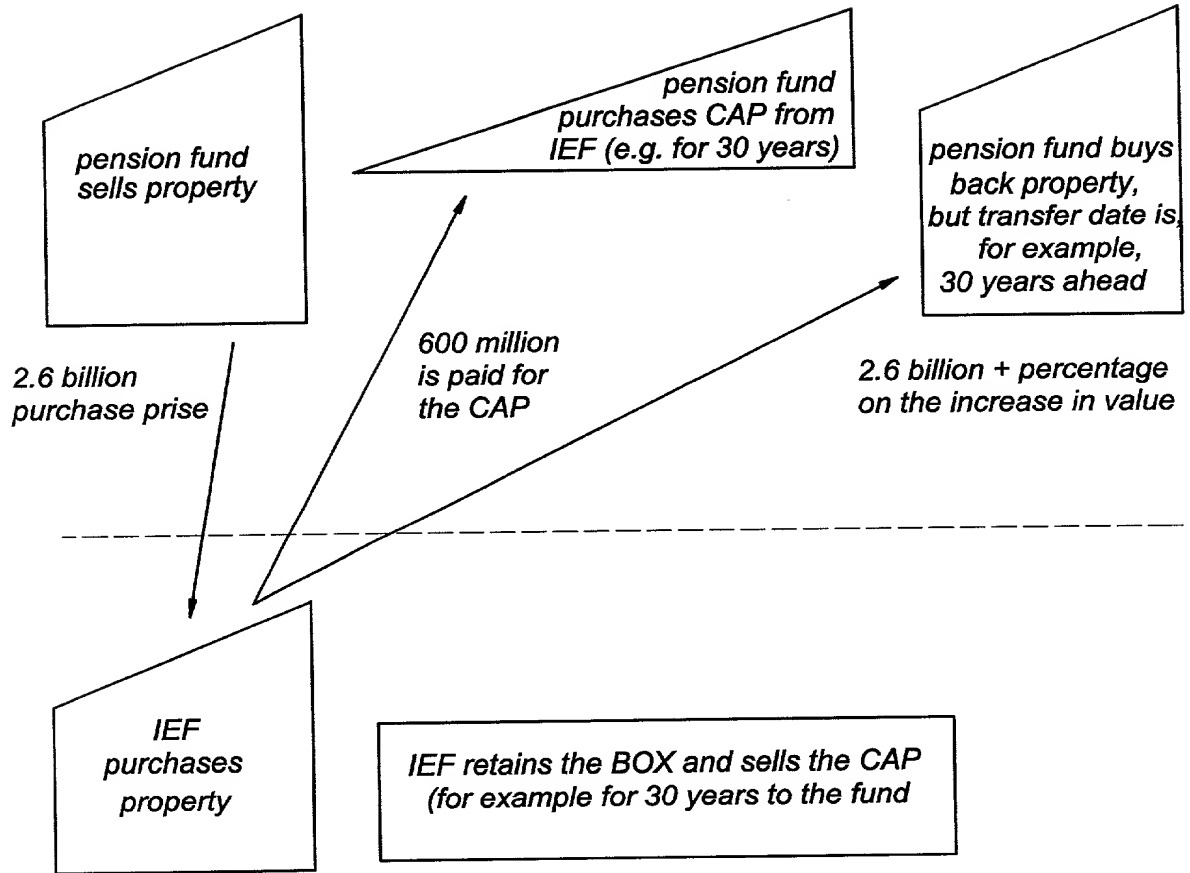 pension fund
sells property
pension fund
purchases CAP from
IEF (e.g. for 30 years)
pension fund buys
back property,
but transfer date is,
for example,
30 years ahead
2.6 billion
purchase prise
600 million
is paid for
the CAP
2.6 billion + percentage
on the increase in value
IEF
purchases
property
IEF retains the BOX and sells the CAP
(for example for 30 years to the fund